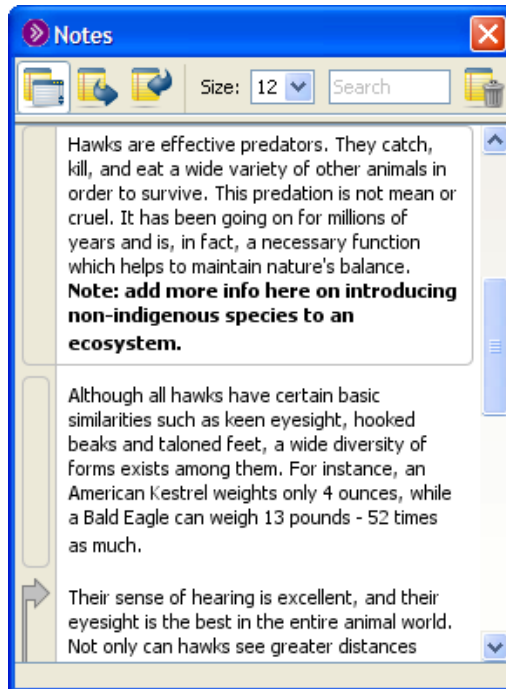 Notes
Size: 12 Search
Hawks are effective predators. They catch,
kill, and eat a wide variety of other animals in
order to survive. This predation is not mean or
cruel. It has been going on for millions of
years and is, in fact, a necessary function
which helps to maintain nature's balance.
Note: add more info here on introducing
non-indigenous species to an
ecosystem.
Although all hawks have certain basic
similarities such as keen eyesight, hooked
beaks and taloned feet, a wide diversity of
forms exists among them. For instance, an
American Kestrel weights only 4 ounces, while
a Bald Eagle can weigh 13 pounds - 52 times
as much.
Their sense of hearing is excellent, and their
eyesight is the best in the entire animal world.
Not only can hawks see greater distances